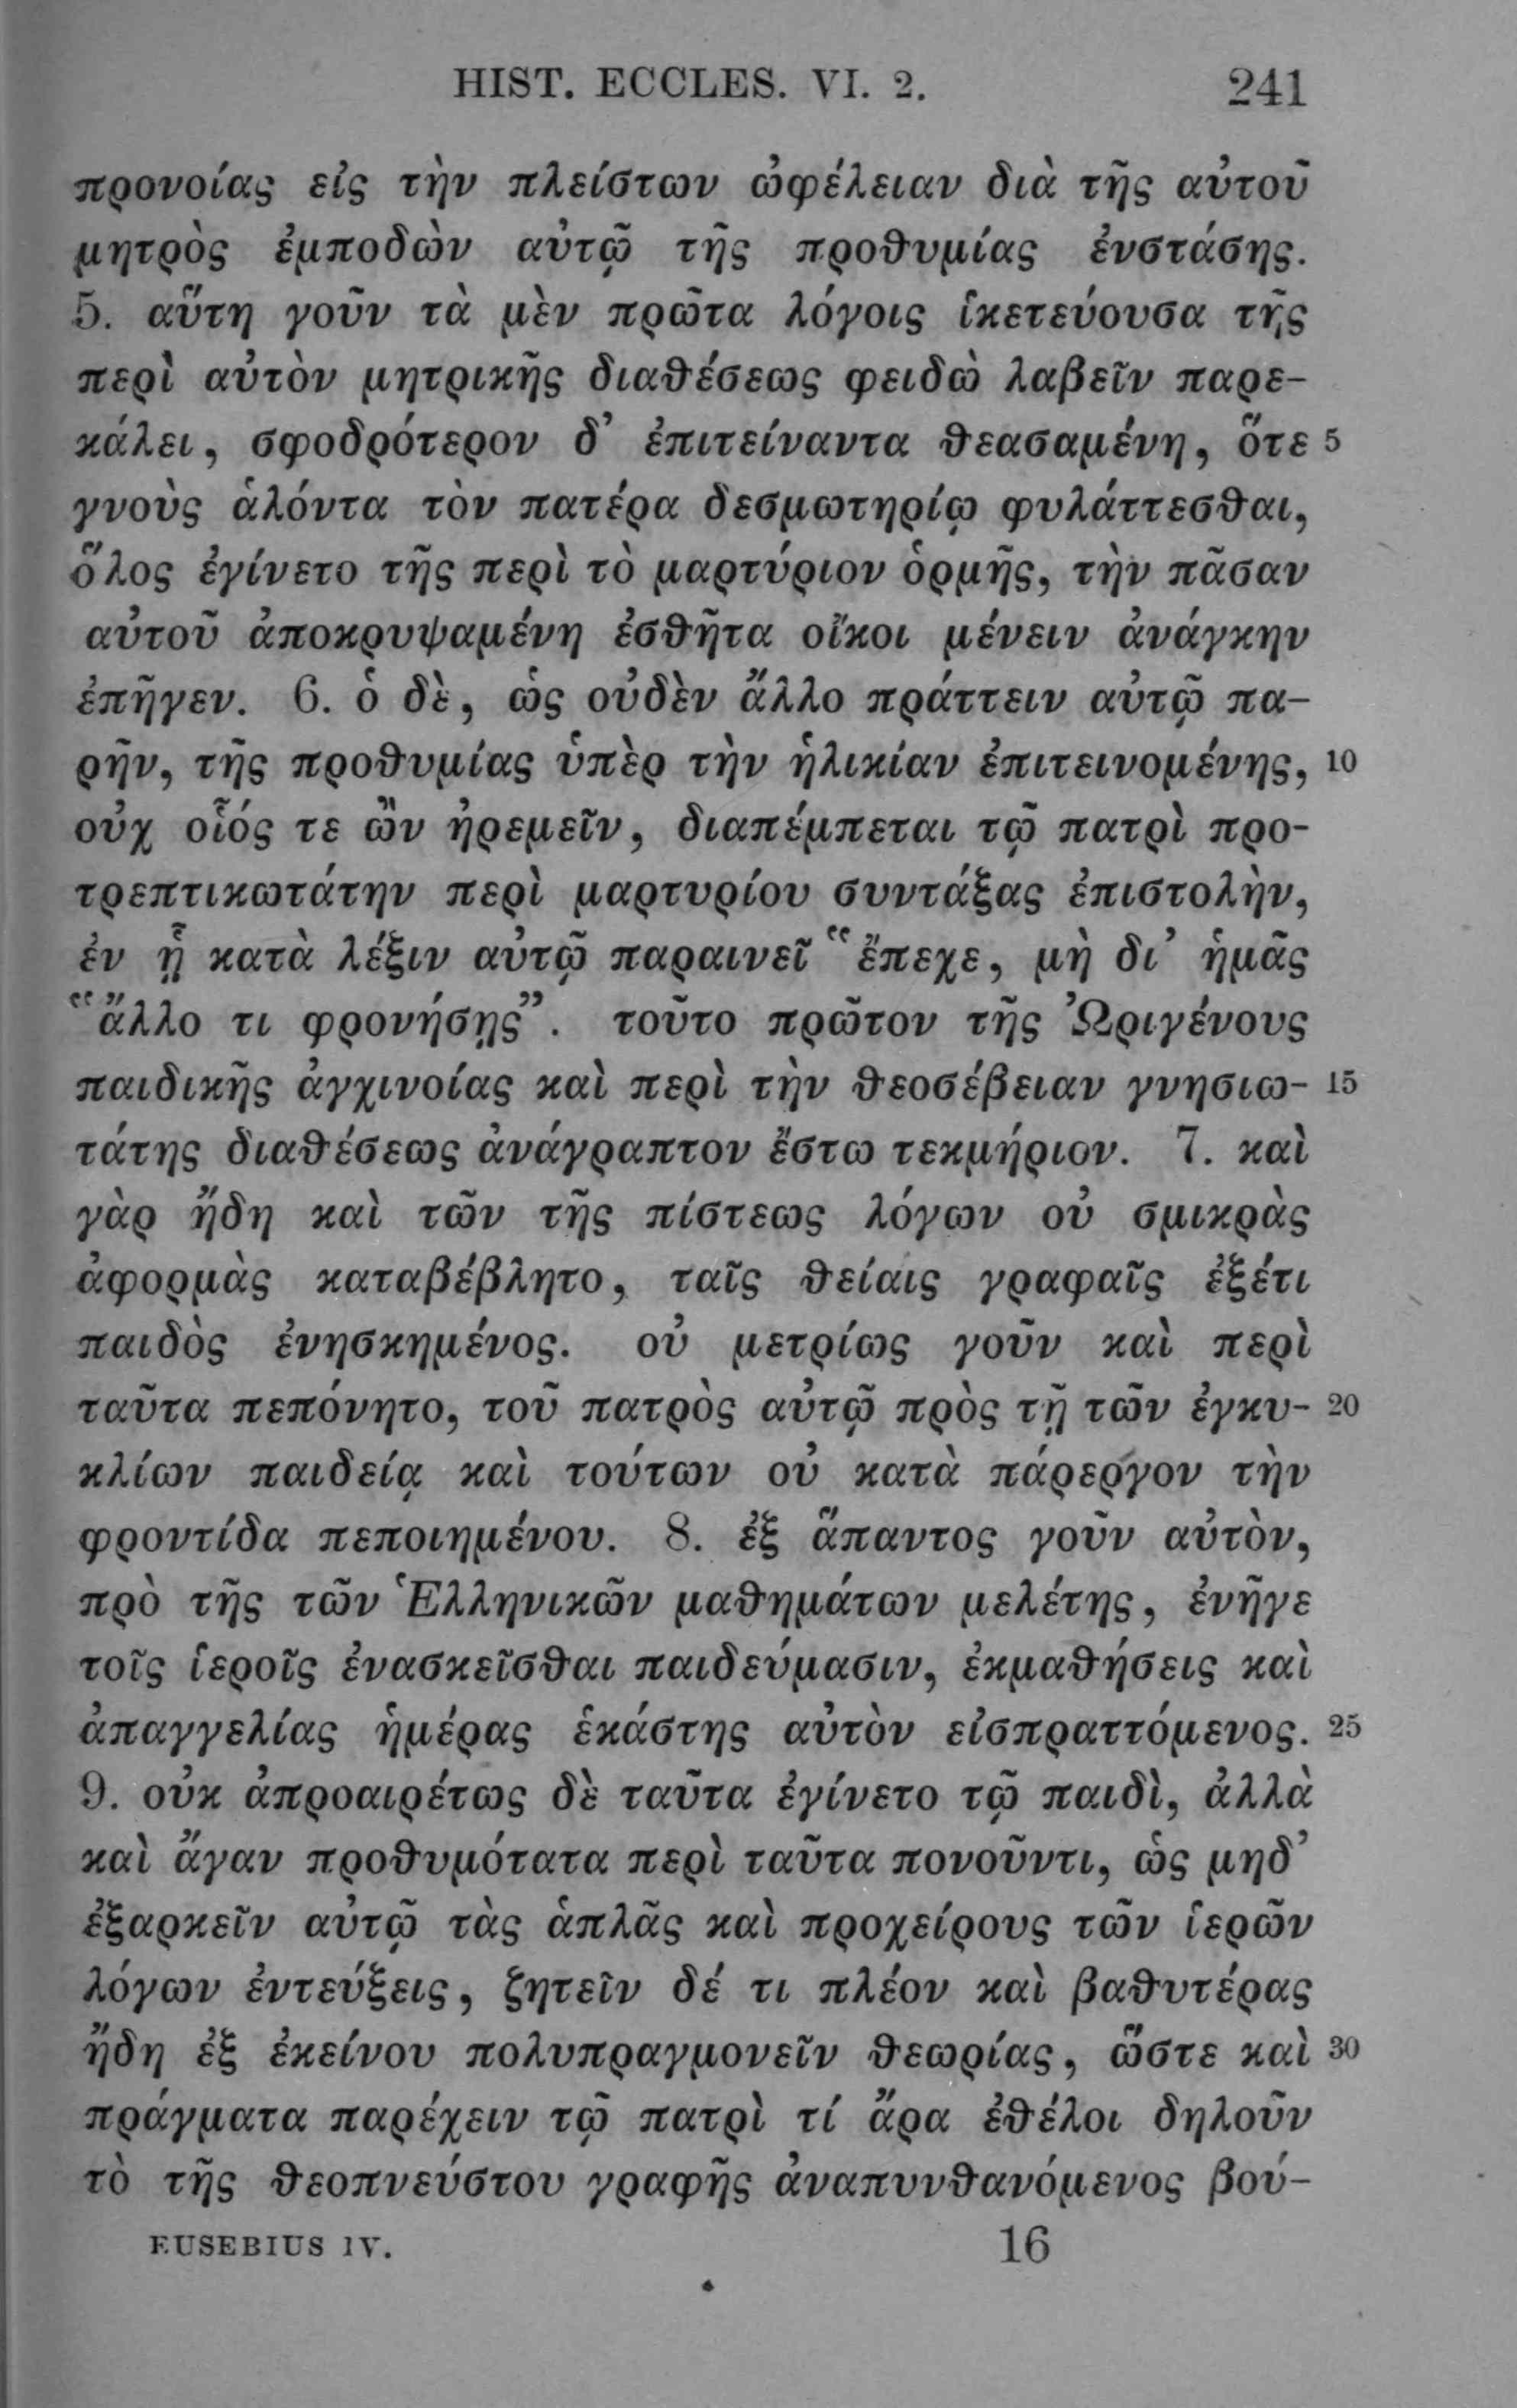 HIST. ECCLES. VI. 2. 241
προνοίας εἰς τὴν πλείστων ὠφέλειαν διὰ τῆς αὐτοῦ
μητρὸς ἐμποδὼν αὐτῷ τῆς προθυμίας ἐνστάσης.
5. αὕτη γοῦν τὰ μὲν πρῶτα λόγοις ἱκετεύουσα τῆς
περὶ αὐτὸν μητρικῆς διαθέσεως φειδὼ λαβεῖν παρε-
κάλει, σφοδρότερον δ’ ἐπιτείναντα θεασαμένη, ὅτε 5
γνοὺς ἁλόντα τὸν πατέρα δεσμωτηρίῳ φυλάττεσθαι,
ὅλος ἐγίνετο τῆς περὶ τὸ μαρτύριον ὁρμῆς, τὴν πᾶσαν
αὐτοῦ ἀποκρυψαμένη ἐσθῆτα οἴκοι μένειν ἀνάγκην
ἐπῆγεν. 6. ὁ δὲ, ὡς οὐδὲν ἄλλο πράττειν αὐτῷ πα-
ρῆν, τῆς προθυμίας ὑπὲρ τὴν ἡλικίαν ἐπιτεινομένης, 10
οὐχ οἷός τε ὢν ἠρεμεῖν, διαπέμπεται τῷ πατρὶ προ-
τρεπτικωτάτην περὶ μαρτυρίου συντάξας ἐπιστολὴν,
ἐν ᾗ κατὰ λέξιν αὐτῷ παραινεῖ “ἔπεχε, μὴ δι’ ἡμᾶς
“ἄλλο τι φρονήσῃς”. τοῦτο πρῶτον τῆς Ὠριγένους
παιδικῆς ἀγχινοίας καὶ περὶ τὴν θεοσέβειαν γνησιω- 15
τάτης διαθέσεως ἀνάγραπτον ἔστω τεκμήριον. 7. καὶ
γὰρ ἤδη καὶ τῶν τῆς πίστεως λόγων οὐ σμικρὰς
ἀφορμὰς καταβέβλητο, ταῖς θείαις γραφαῖς ἐξέτι
παιδὸς ἐνησκημένος. οὐ μετρίως γοῦν καὶ περὶ
ταῦτα πεπόνητο, τοῦ πατρὸς αὐτῷ πρὸς τῇ τῶν ἐγκυ- 20
κλίων παιδείᾳ καὶ τούτων οὐ κατὰ πάρεργον τὴν
φροντίδα πεποιημένου. 8. ἐξ ἅπαντος γοῦν αὐτὸν,
πρὸ τῆς τῶν Ἑλληνικῶν μαθημάτων μελέτης, ἐνῆγε
τοῖς ἱεροῖς ἐνασκεῖσθαι παιδεύμασιν, ἐκμαθήσεις καὶ
ἀπαγγελίας ἡμέρας ἑκάστης αὐτὸν εἰσπραττόμενος. 25
9. οὐκ ἀπροαιρέτως δὲ ταῦτα ἐγίνετο τῷ παιδὶ, ἀλλὰ
καὶ ἄγαν προθυμότατα περὶ ταῦτα πονοῦντι, ὡς μηδ’
ἐξαρκεῖν αὐτῷ τὰς ἁπλᾶς καὶ προχείρους τῶν ἱερῶν
λόγων ἐντεύξεις, ζητεῖν δέ τι πλέον καὶ βαθυτέρας
ἤδη ἐξ ἐκείνου πολυπραγμονεῖν θεωρίας, ὥστε καὶ 30
πράγματα παρέχειν τῷ πατρὶ τί ἄρα ἐθέλοι δηλοῦν
τὸ τῆς θεοπνεύστου γραφῆς ἀναπυνθανόμενος βού-
EUSEBIUS IV. 16